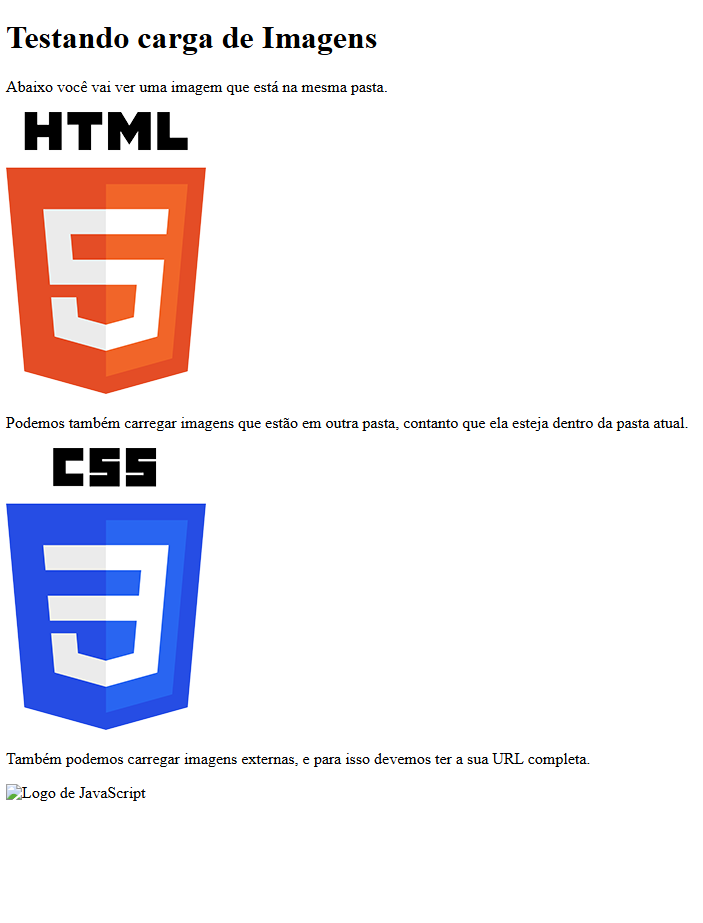 Testando carga de Imagens
Abaixo você vai ver uma imagem que está na mesma pasta.
HTML
5
Podemos também carregar imagens que estão em outra pasta, contanto que ela esteja dentro da pasta atual.
CSS
3
Também podemos carregar imagens externas, e para isso devemos ter a sua URL completa.
Logo de JavaScript